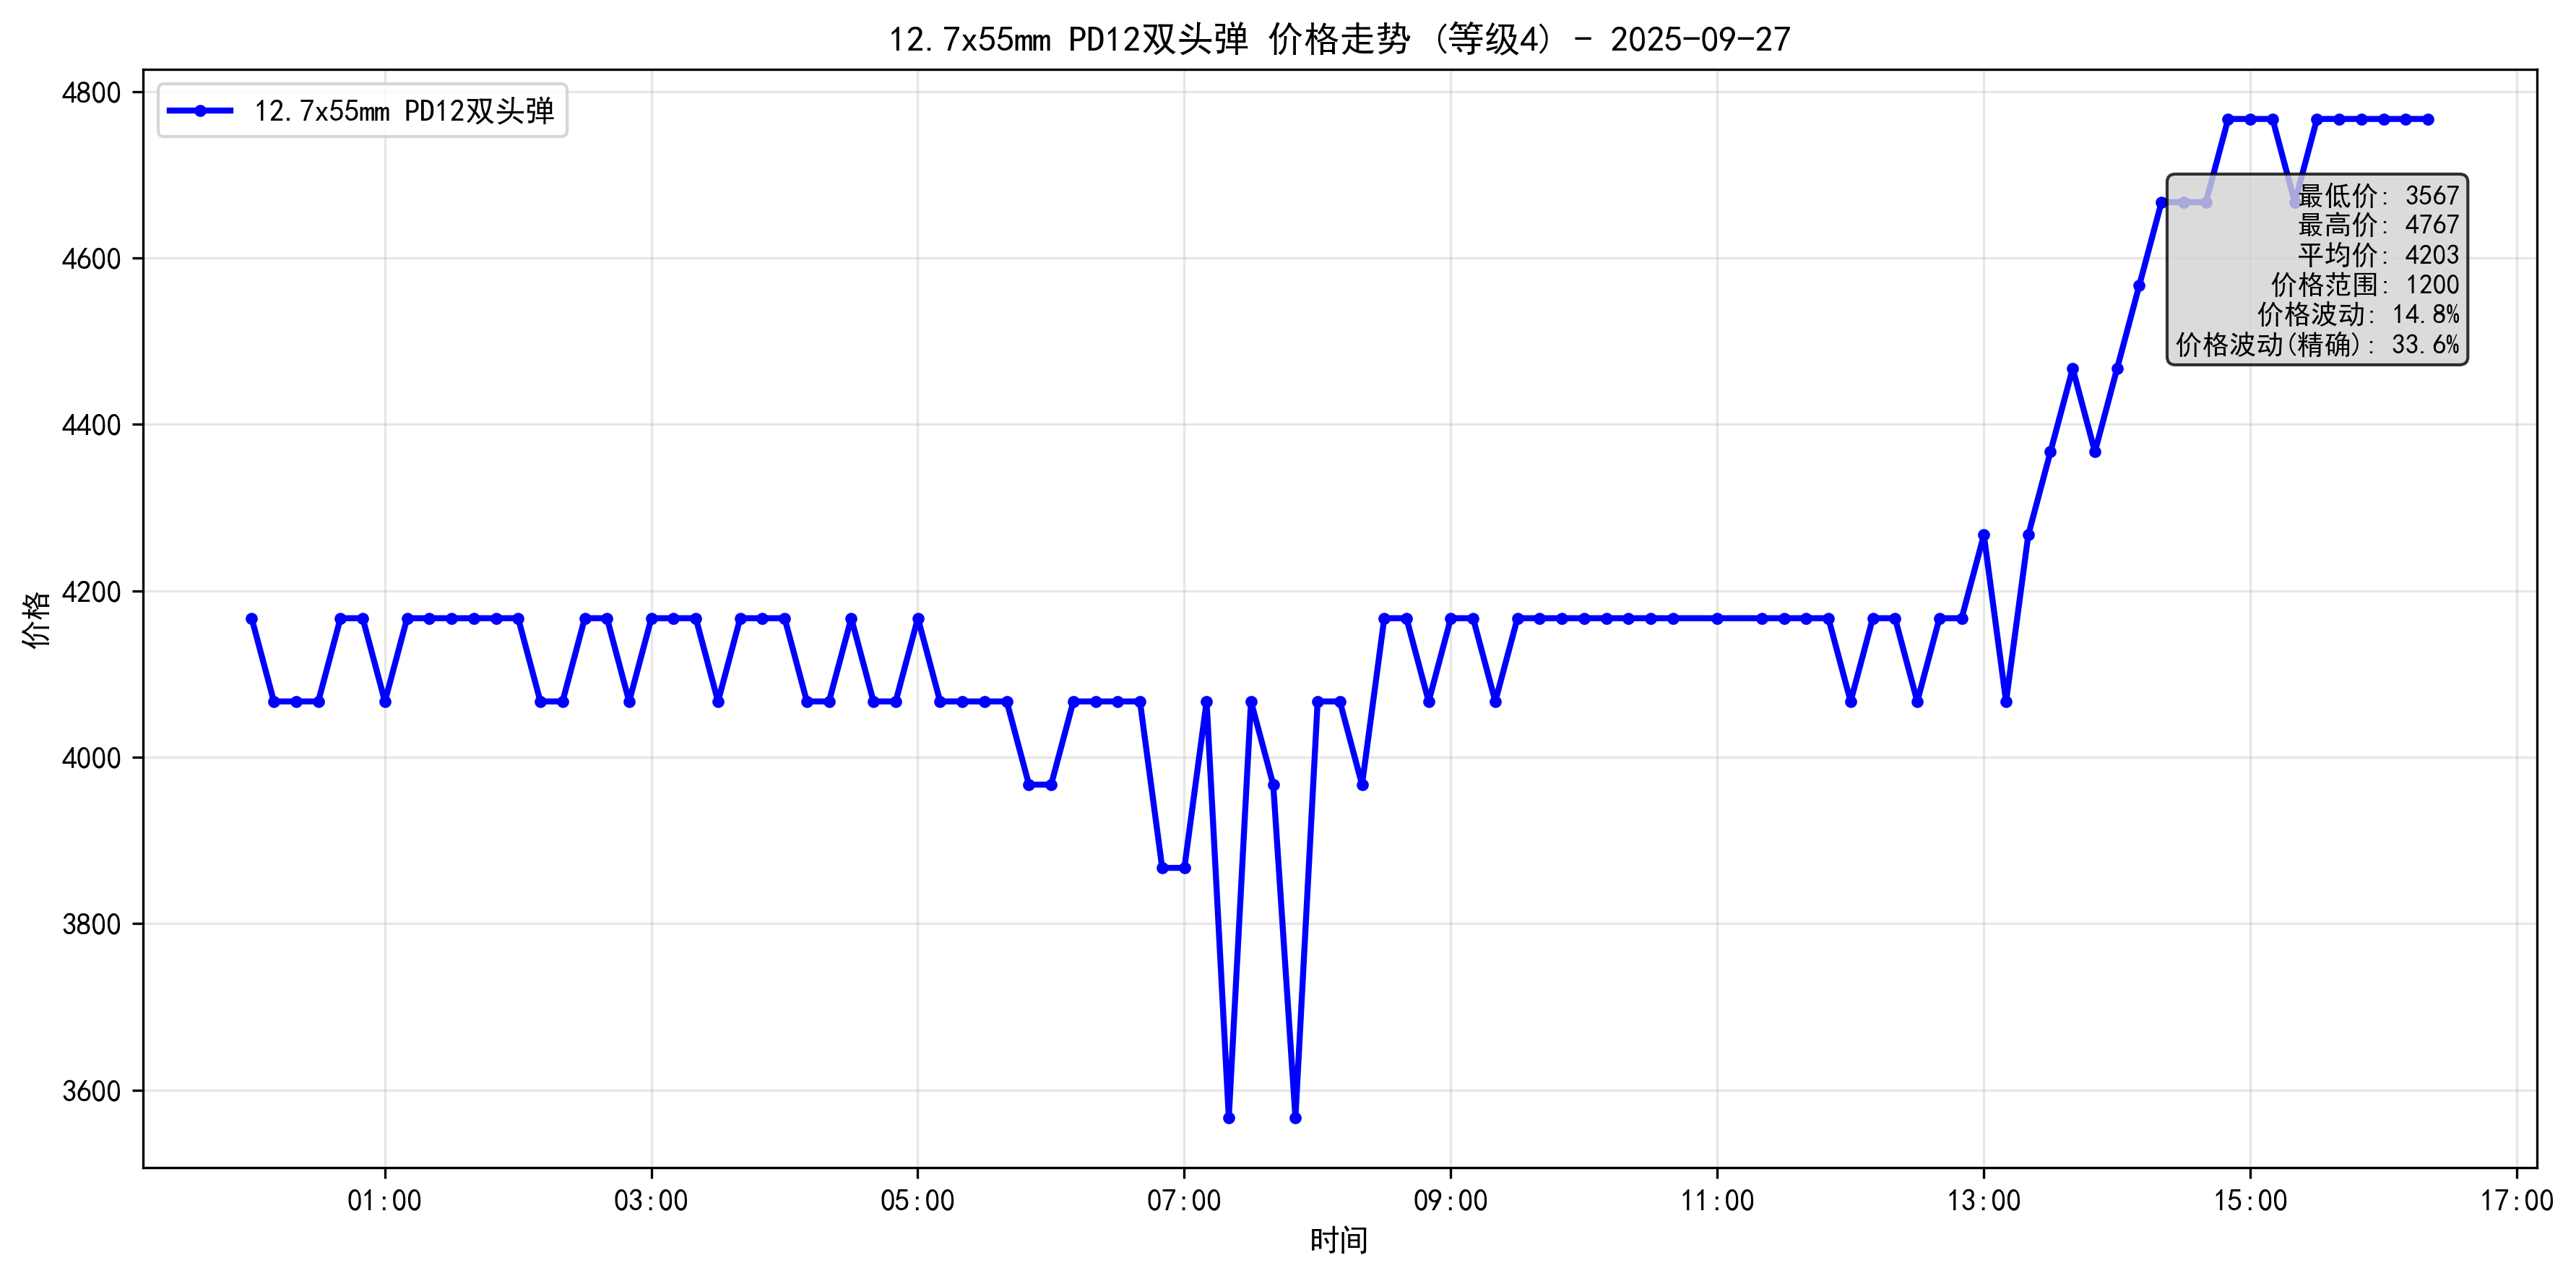 12.7x55mm PD12双头弹 价格走势 (等级4) - 2025-09-27
12.7x55mm PD12双头弹
最低价: 3567
最高价: 4767
平均价: 4203
价格范围: 1200
价格波动: 14.8%
价格波动(精确): 33.6%
价格
4800
4600
4400
4200
4000
3800
3600
01:00 03:00 05:00 07:00 09:00 11:00 13:00 15:00 17:00
时间